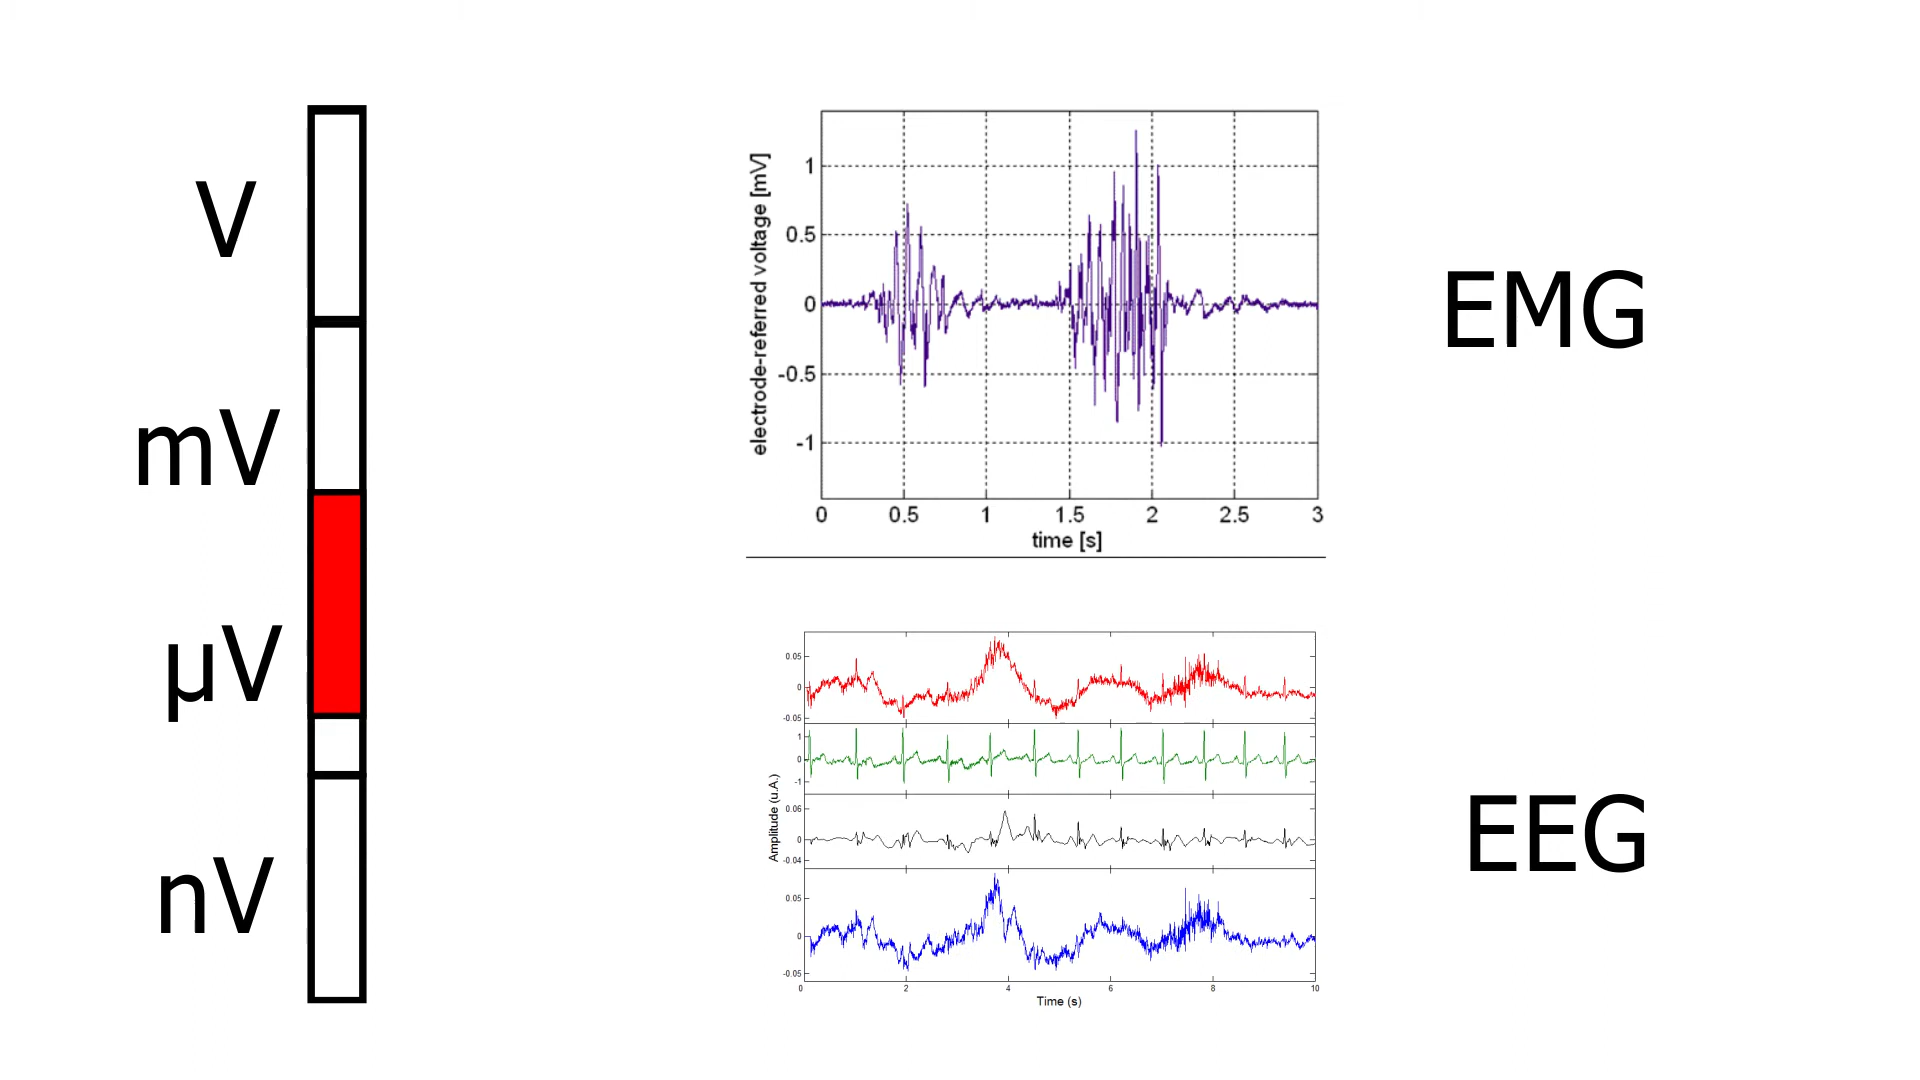 V
mV
µV
nV
electrode-referred voltage [mV]
1
0.5
0
-0.5
-1
0 0.5 1 1.5 2 2.5 3
time [s]
EMG
Amplitude (u.A.)
0.05
0
-0.05
1
0
-1
0.06
0
-0.04
0.05
0
-0.05
0 2 4 6 8 10
Time (s)
EEG